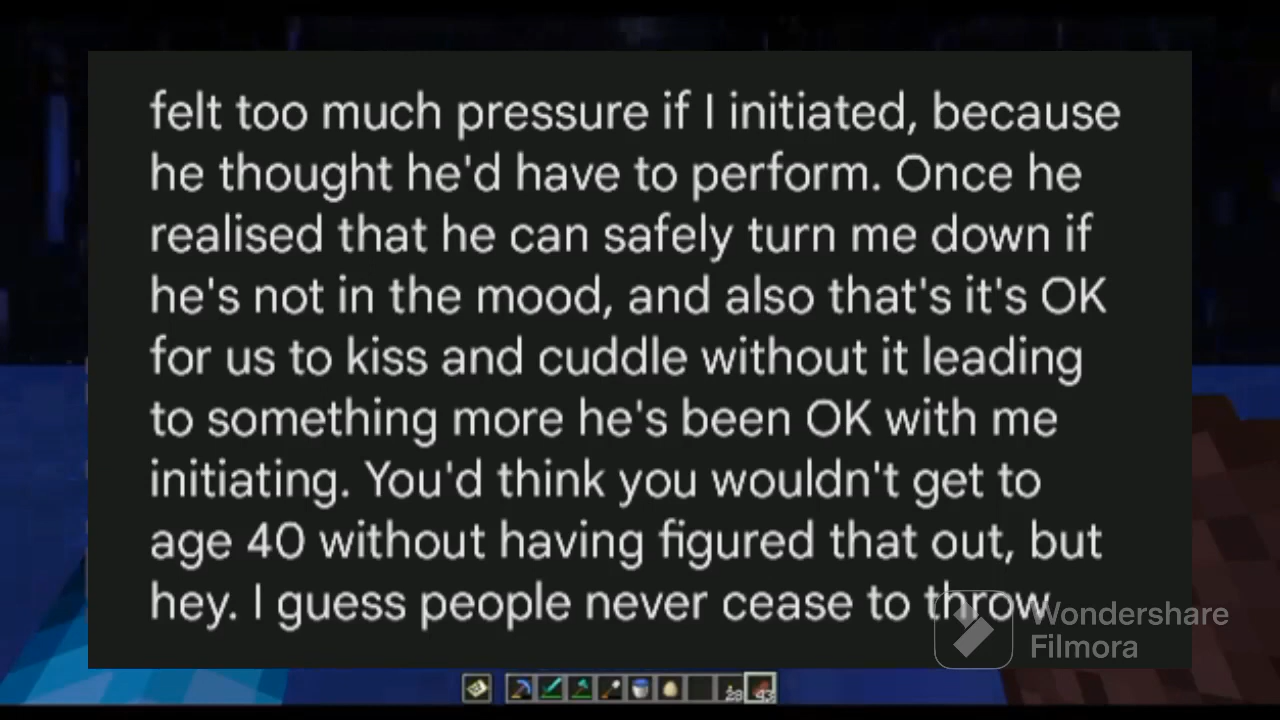 felt too much pressure if I initiated, because
he thought he'd have to perform. Once he
realised that he can safely turn me down if
he's not in the mood, and also that's it's OK
for us to kiss and cuddle without it leading
to something more he's been OK with me
initiating. You'd think you wouldn't get to
age 40 without having figured that out, but
hey. I guess people never cease to throw
Wondershare
Filmora
28
43